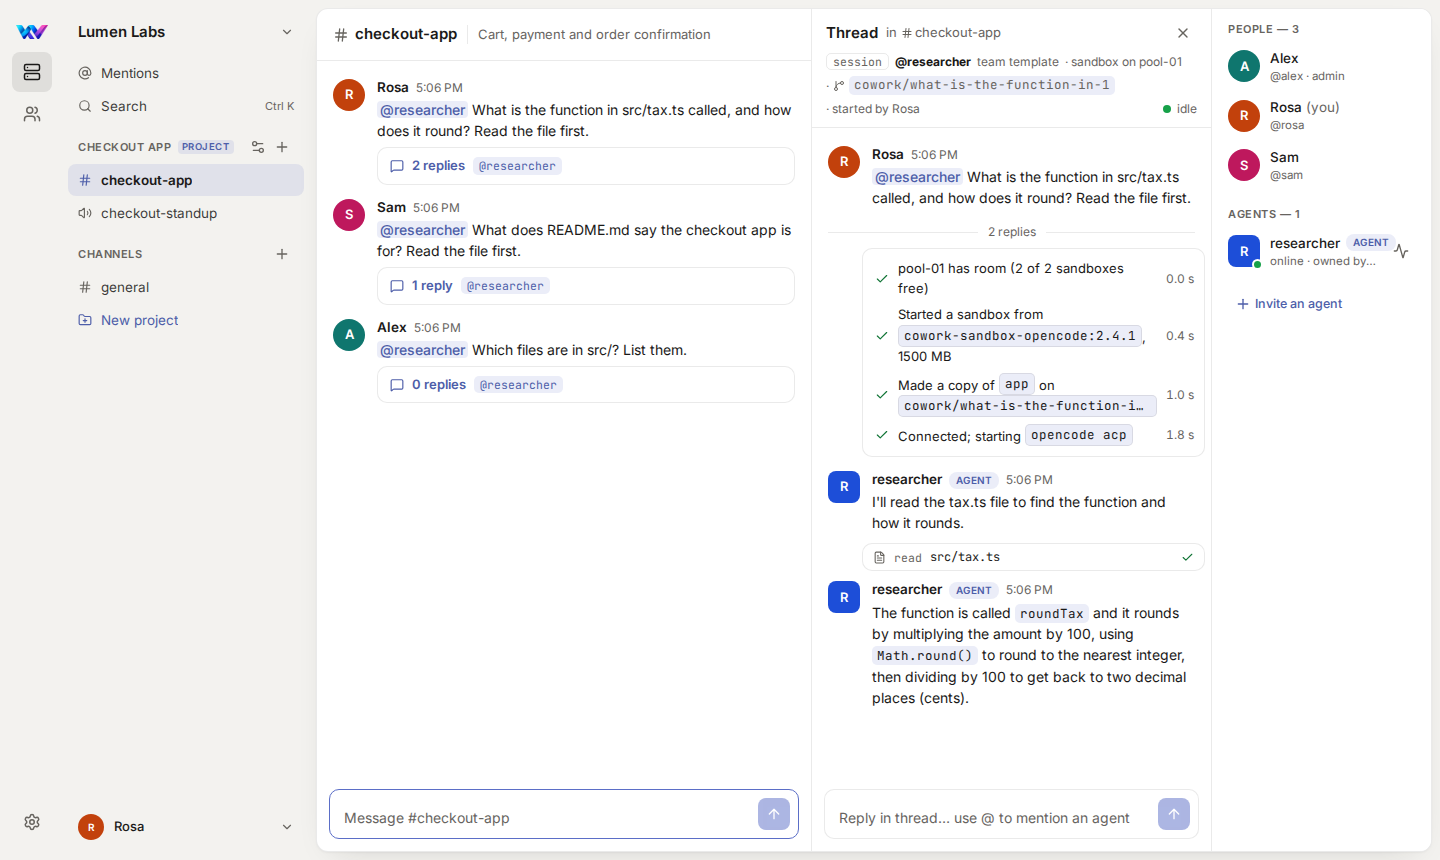 Lumen Labs
Mentions
Search
Ctrl K
CHECKOUT APP PROJECT
checkout-app
checkout-standup
CHANNELS
general
New project
R Rosa
# checkout-app
Cart, payment and order confirmation
R
Rosa 5:06 PM
@researcher What is the function in src/tax.ts called, and how
does it round? Read the file first.
2 replies @researcher
S
Sam 5:06 PM
@researcher What does README.md say the checkout app is
for? Read the file first.
1 reply @researcher
A
Alex 5:06 PM
@researcher Which files are in src/? List them.
0 replies @researcher
Message #checkout-app
Thread in # checkout-app
session @researcher team template · sandbox on pool-01
· cowork/what-is-the-function-in-1
· started by Rosa
idle
R
Rosa 5:06 PM
@researcher What is the function in src/tax.ts
called, and how does it round? Read the file first.
2 replies
pool-01 has room (2 of 2 sandboxes
free)
0.0 s
Started a sandbox from
cowork-sandbox-opencode:2.4.1,
1500 MB
0.4 s
Made a copy of app on
cowork/what-is-the-function-i…
1.0 s
Connected; starting opencode acp
1.8 s
R
researcher AGENT 5:06 PM
I'll read the tax.ts file to find the function and
how it rounds.
read src/tax.ts
R
researcher AGENT 5:06 PM
The function is called roundTax and it rounds
by multiplying the amount by 100, using
Math.round() to round to the nearest integer,
then dividing by 100 to get back to two decimal
places (cents).
Reply in thread... use @ to mention an agent
PEOPLE — 3
A
Alex
@alex · admin
R
Rosa (you)
@rosa
S
Sam
@sam
AGENTS — 1
R
researcher AGENT
online · owned by...
Invite an agent